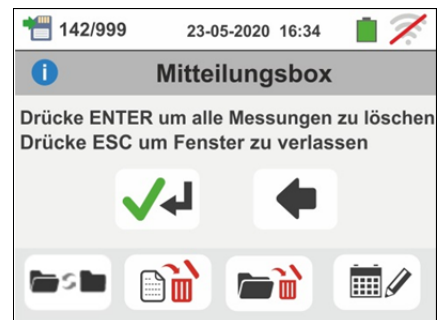 142/999 23-05-2020 16:34
Mitteilungsbox
Drücke ENTER um alle Messungen zu löschen
Drücke ESC um Fenster zu verlassen